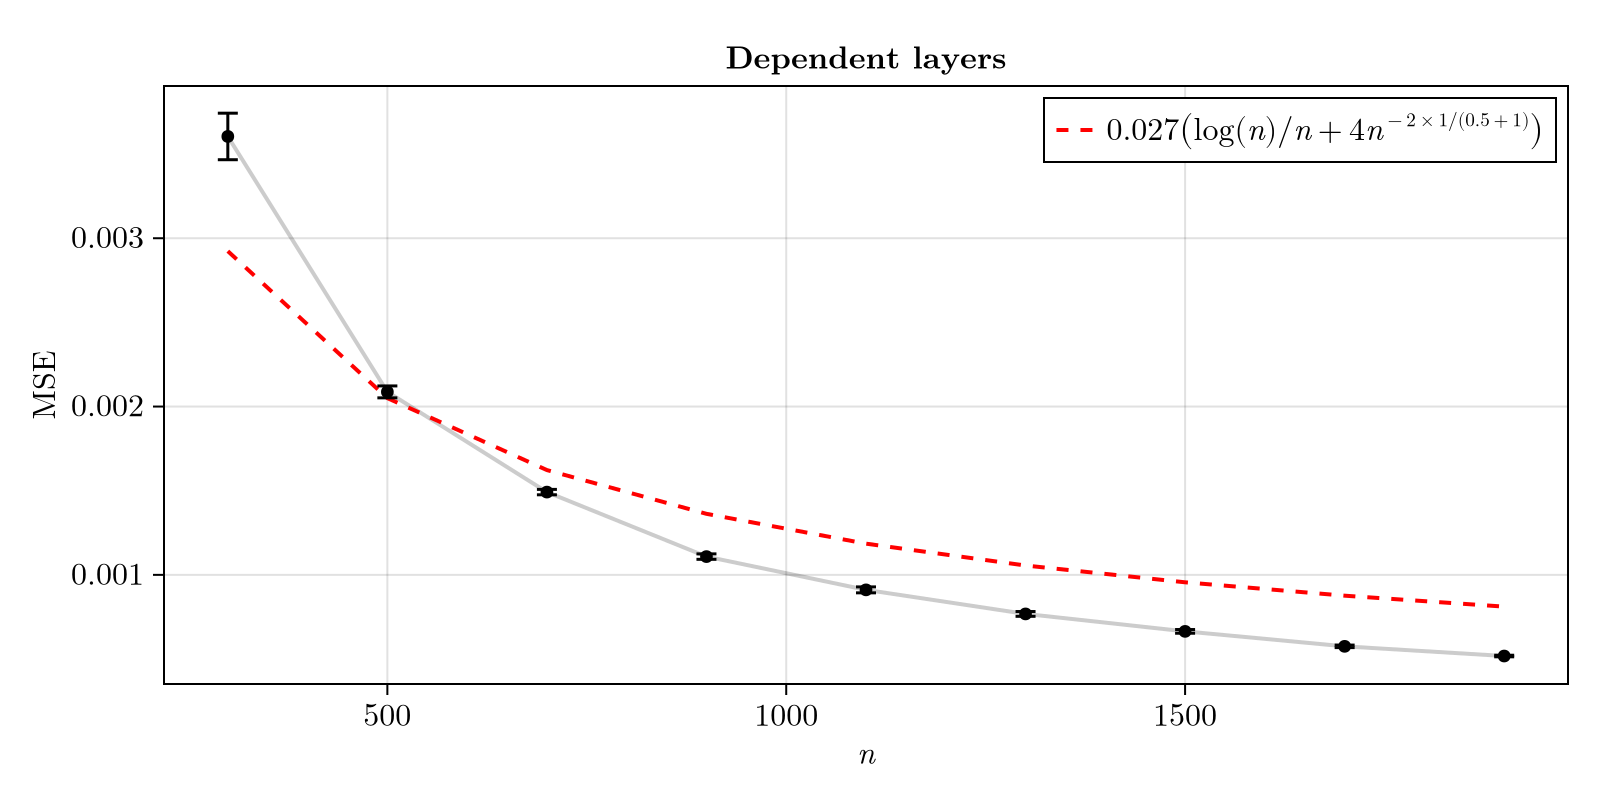 Dependent layers
0.027(log(n)/n + 4n^{-2×1/(0.5+1)})
0.003
0.002
0.001
MSE
500
1000
1500
n